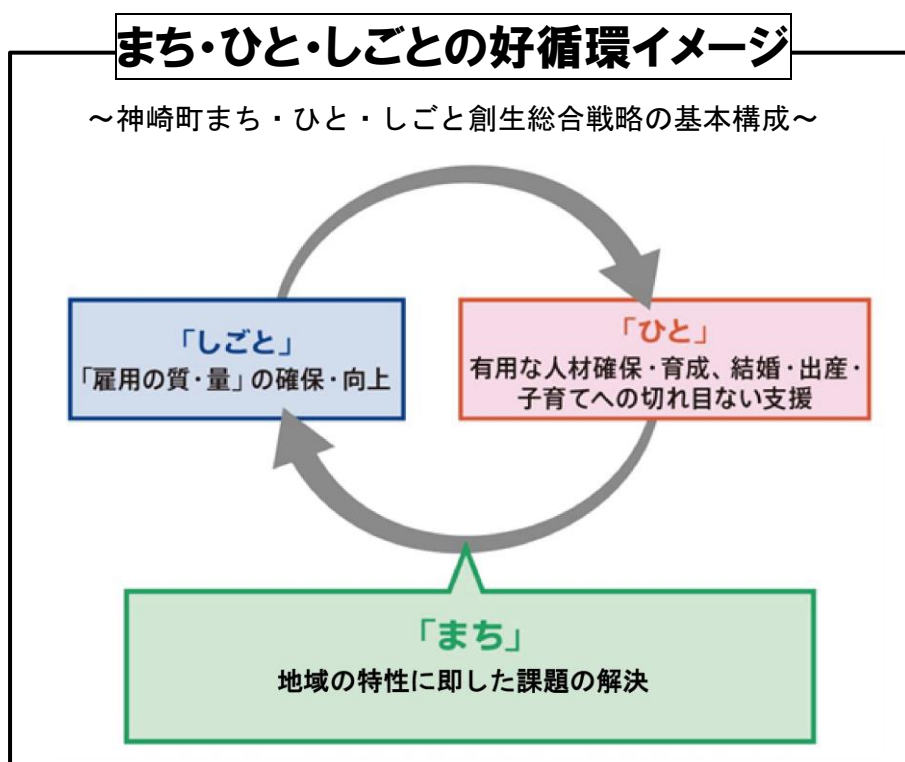 まち・ひと・しごとの好循環イメージ
～神崎町まち・ひと・しごと創生総合戦略の基本構成～
「しごと」
「雇用の質・量」の確保・向上
「ひと」
有用な人材確保・育成、結婚・出産・
子育てへの切れ目ない支援
「まち」
地域の特性に即した課題の解決